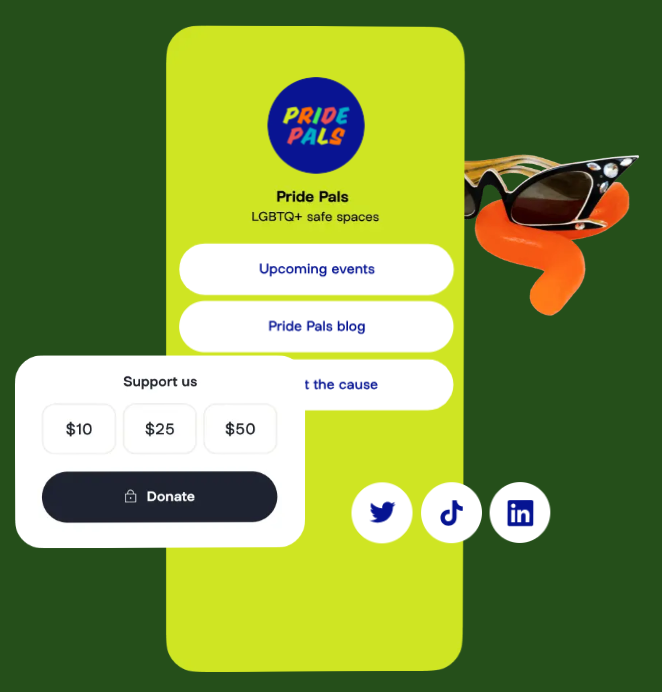 PRIDE
PALS
Pride Pals
LGBTQ+ safe spaces
Upcoming events
Pride Pals blog
the cause
Support us
$10 $25 $50
Donate
in